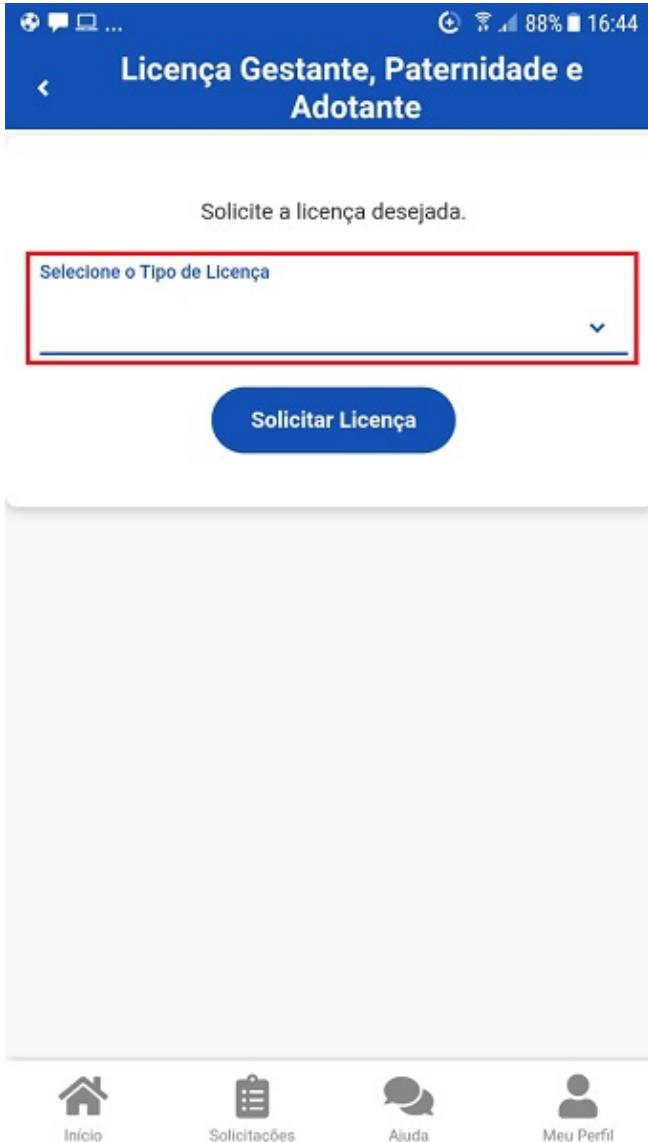 ... 88% 16:44
Licença Gestante, Paternidade e
Adotante
Solicite a licença desejada.
Selecione o Tipo de Licença
Solicitar Licença
Início Solicitações Ajuda Meu Perfil